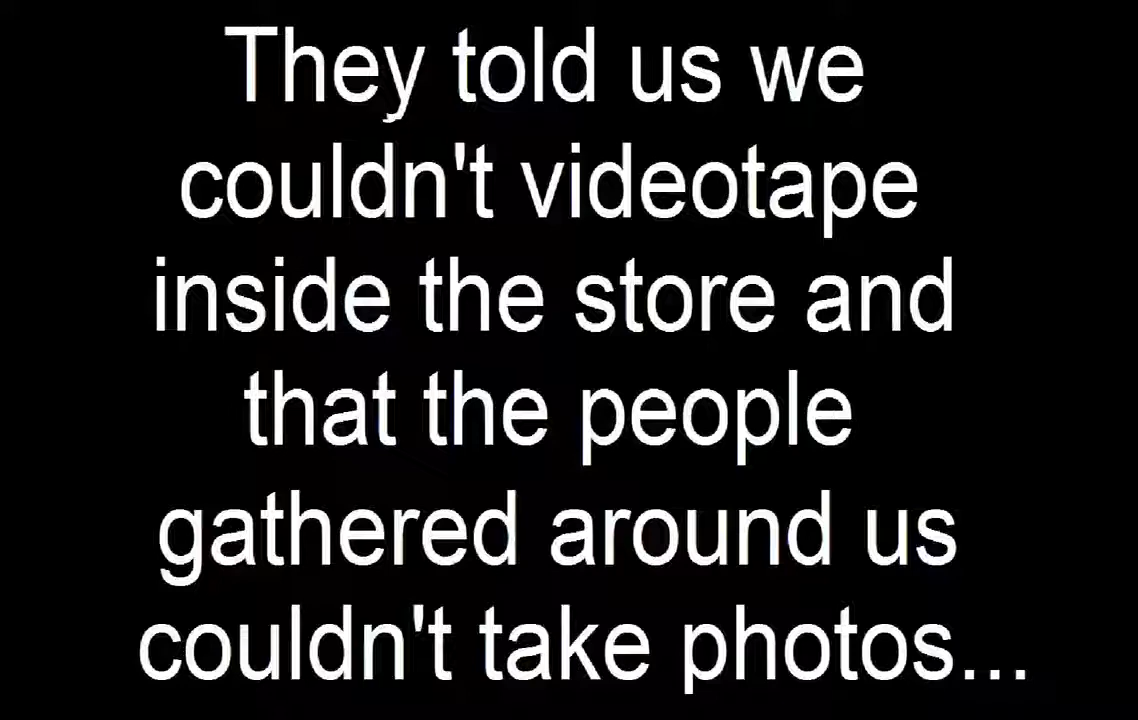 They told us we
couldn't videotape
inside the store and
that the people
gathered around us
couldn't take photos...